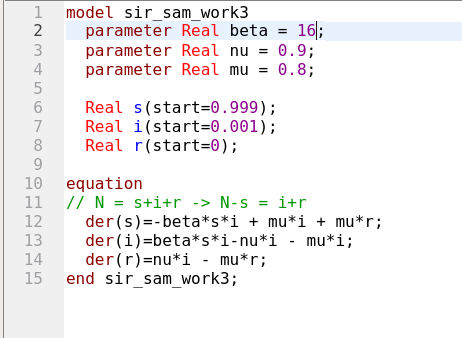 1 model sir_sam_work3
2   parameter Real beta = 16;
3   parameter Real nu = 0.9;
4   parameter Real mu = 0.8;
5
6   Real s(start=0.999);
7   Real i(start=0.001);
8   Real r(start=0);
9
10 equation
11 // N = s+i+r -> N-s = i+r
12   der(s)=-beta*s*i + mu*i + mu*r;
13   der(i)=beta*s*i-nu*i - mu*i;
14   der(r)=nu*i - mu*r;
15 end sir_sam_work3;